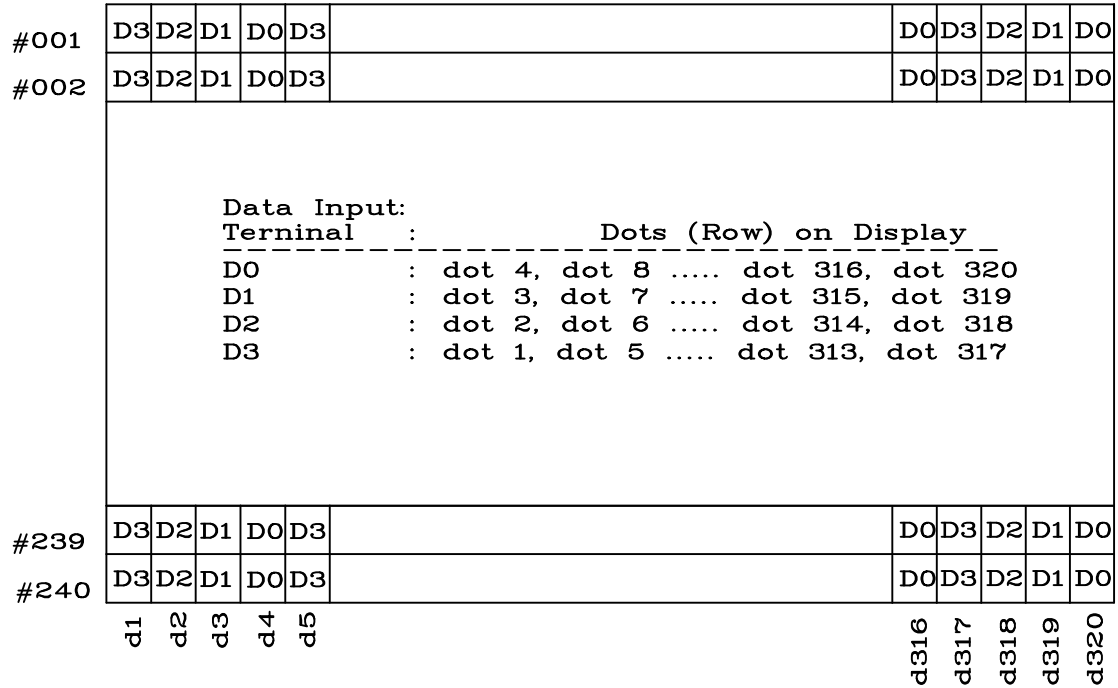 #001 D3 D2 D1 D0 D3 D0 D3 D2 D1 D0
#002 D3 D2 D1 D0 D3 D0 D3 D2 D1 D0
Data Input:
Terninal : Dots (Row) on Display
D0 : dot 4, dot 8 ..... dot 316, dot 320
D1 : dot 3, dot 7 ..... dot 315, dot 319
D2 : dot 2, dot 6 ..... dot 314, dot 318
D3 : dot 1, dot 5 ..... dot 313, dot 317
#239 D3 D2 D1 D0 D3 D0 D3 D2 D1 D0
#240 D3 D2 D1 D0 D3 D0 D3 D2 D1 D0
d1 d2 d3 d4 d5 d316 d317 d318 d319 d320